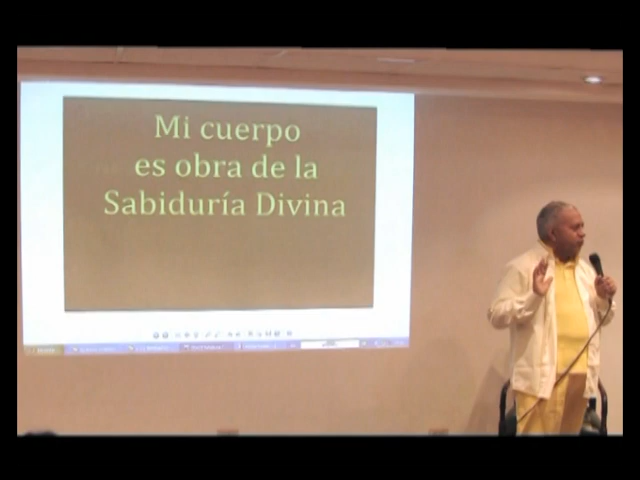 Mi cuerpo
es obra de la
Sabiduría Divina